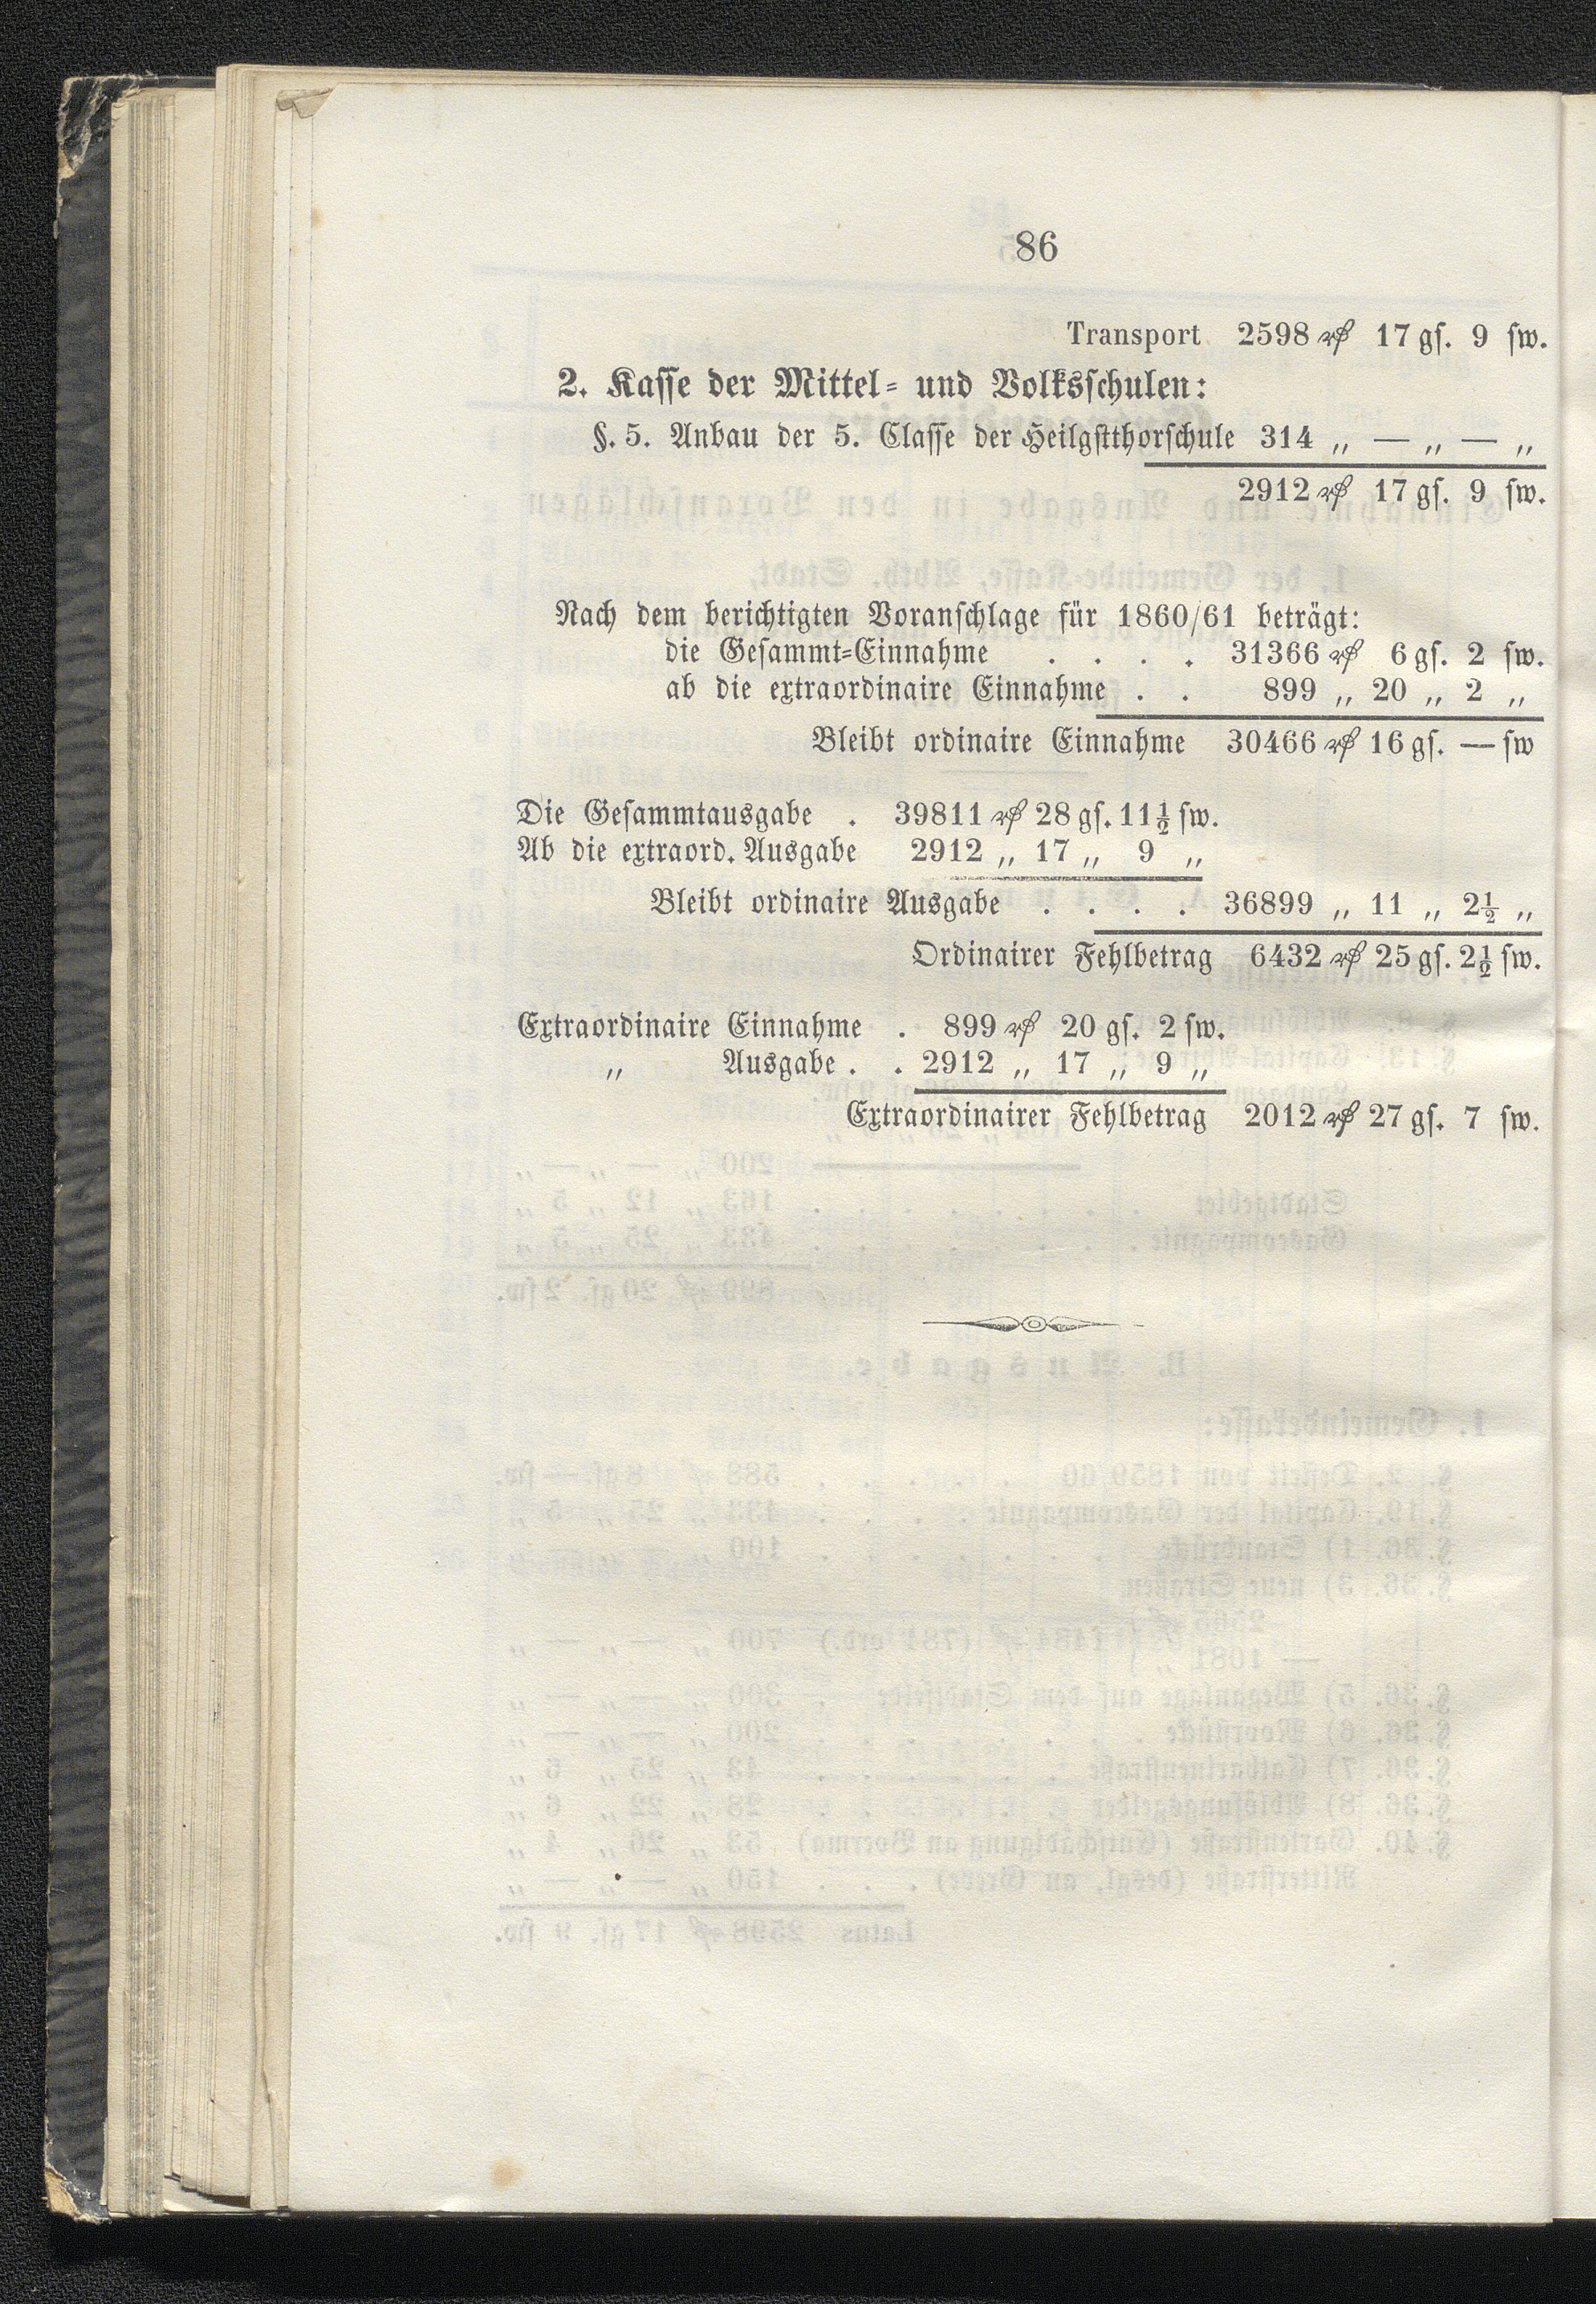 86
Transport 2598 ₰ 17 gſ. 9 ſw.
2. Kaſſe der Mittel- und Volksſchulen:
§. 5. Anbau der 5. Claſſe der Heilgſtthorſchule 314 „ — „ — „
2912 ₰ 17 gſ. 9 ſw.
Nach dem berichtigten Voranſchlage für 1860/61 beträgt:
die Geſammt-Einnahme . . . . 31366 ₰ 6 gſ. 2 ſw.
ab die extraordinaire Einnahme . . 899 „ 20 „ 2 „
Bleibt ordinaire Einnahme 30466 ₰ 16 gſ. — ſw
Die Geſammtausgabe . 39811 ₰ 28 gſ. 11½ ſw.
Ab die extraord. Ausgabe 2912 „ 17 „ 9 „
Bleibt ordinaire Ausgabe . . . . 36899 „ 11 „ 2½ „
Ordinairer Fehlbetrag 6432 ₰ 25 gſ. 2½ ſw.
Extraordinaire Einnahme . 899 ₰ 20 gſ. 2 ſw.
„ Ausgabe . . 2912 „ 17 „ 9 „
Extraordinairer Fehlbetrag 2012 ₰ 27 gſ. 7 ſw.